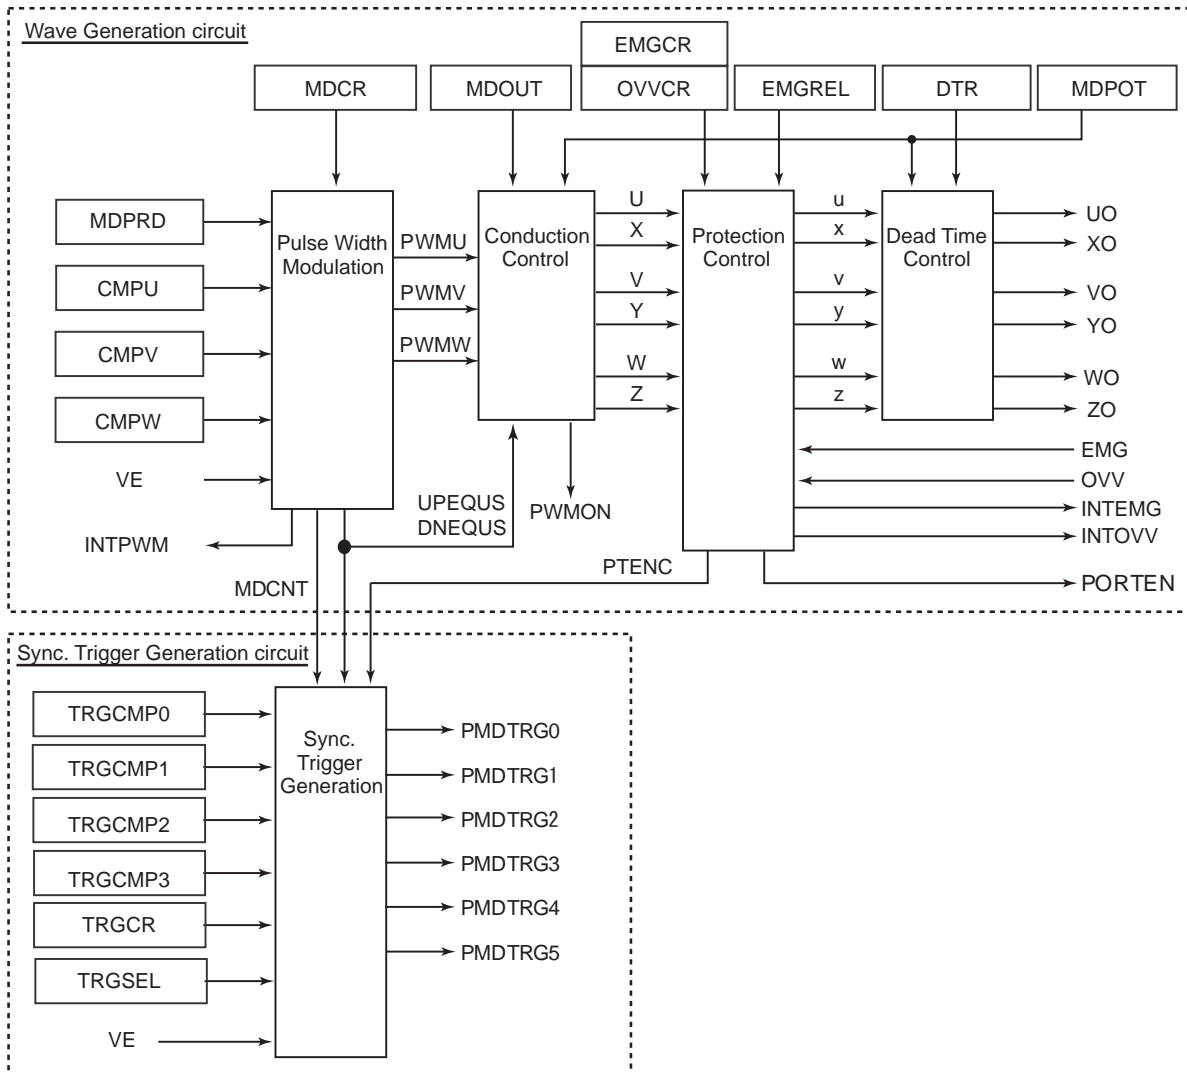 Wave Generation circuit
EMGCR
MDCR
MDOUT
OVVCR
EMGREL
DTR
MDPOT
MDPRD
CMPU
CMPV
CMPW
VE
Pulse Width
Modulation
PWMU
PWMV
PWMW
Conduction
Control
U
X
V
Y
W
Z
Protection
Control
u
x
v
y
w
z
Dead Time
Control
UO
XO
VO
YO
WO
ZO
EMG
OVV
INTEMG
INTOVV
PORTEN
INTPWM
MDCNT
UPEQUS
DNEQUS
PWMON
PTENC
Sync. Trigger Generation circuit
TRGCMP0
TRGCMP1
TRGCMP2
TRGCMP3
TRGCR
TRGSEL
VE
Sync.
Trigger
Generation
PMDTRG0
PMDTRG1
PMDTRG2
PMDTRG3
PMDTRG4
PMDTRG5